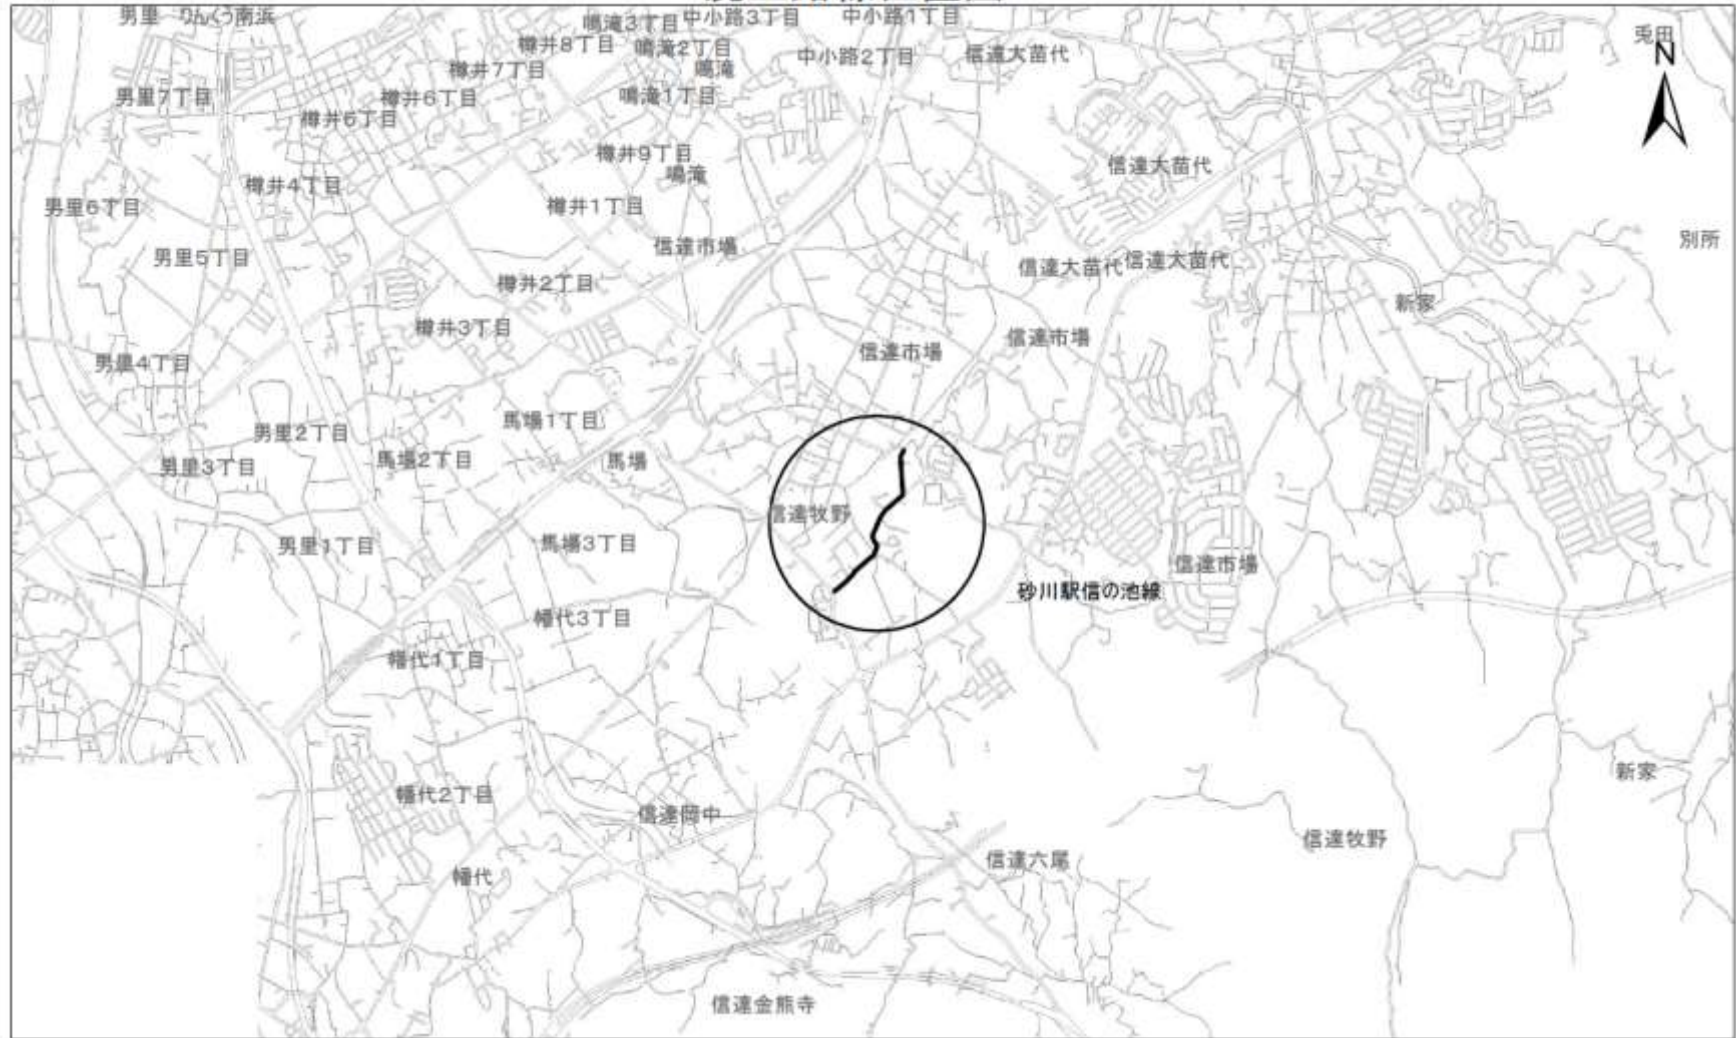 男里 りんくう南浜
鳴滝3丁目
中小路3丁目
中小路1丁目
樽井8丁目
鳴滝2丁目
中小路2丁目
信達大苗代
兎田
N
樽井7丁目
鳴滝
男里7丁目
樽井6丁目
鳴滝1丁目
樽井5丁目
樽井9丁目
信達大苗代
鳴滝
樽井4丁目
男里6丁目
樽井1丁目
信達市場
別所
男里5丁目
信達大苗代
信達大苗代
樽井2丁目
新家
樽井3丁目
信達市場
信達市場
男里4丁目
馬場1丁目
男里2丁目
馬場2丁目
馬場
男里3丁目
信達牧野
男里1丁目
馬場3丁目
信達市場
砂川駅信の池線
幡代3丁目
幡代1丁目
新家
幡代2丁目
信達岡中
信達牧野
信達六尾
幡代
信達金熊寺